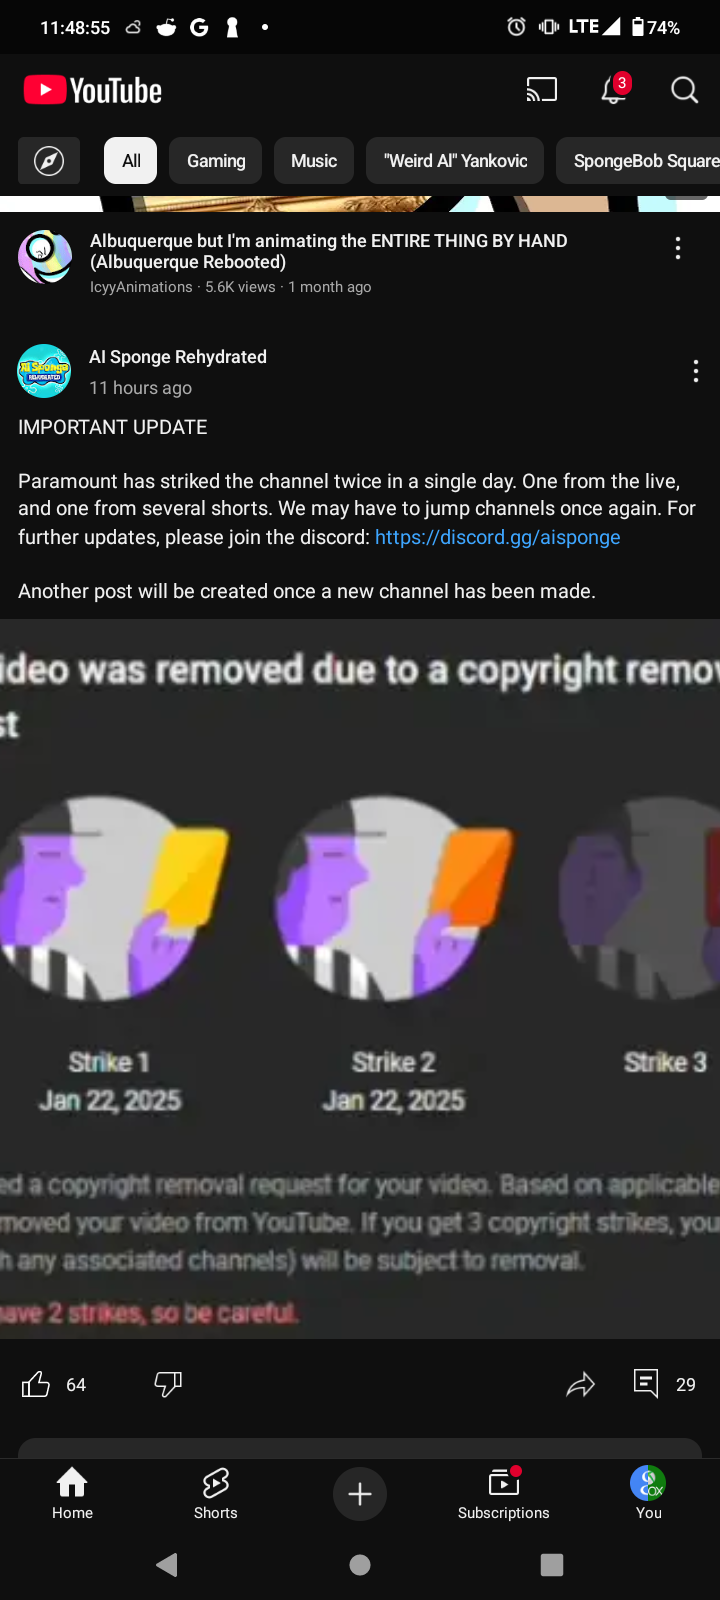 11:48:55
LTE
74%
YouTube
3
All
Gaming
Music
"Weird Al" Yankovic
SpongeBob Square
Albuquerque but I'm animating the ENTIRE THING BY HAND
(Albuquerque Rebooted)
IcyyAnimations · 5.6K views · 1 month ago
AI Sponge Rehydrated
11 hours ago
IMPORTANT UPDATE
Paramount has striked the channel twice in a single day. One from the live,
and one from several shorts. We may have to jump channels once again. For
further updates, please join the discord: https://discord.gg/aisponge
Another post will be created once a new channel has been made.
ideo was removed due to a copyright remov
st
Strike 1
Jan 22, 2025
Strike 2
Jan 22, 2025
Strike 3
ed a copyright removal request for your video. Based on applicable
moved your video from YouTube. If you get 3 copyright strikes, you
h any associated channels) will be subject to removal.
ave 2 strikes, so be careful.
64
29
Home
Shorts
Subscriptions
You